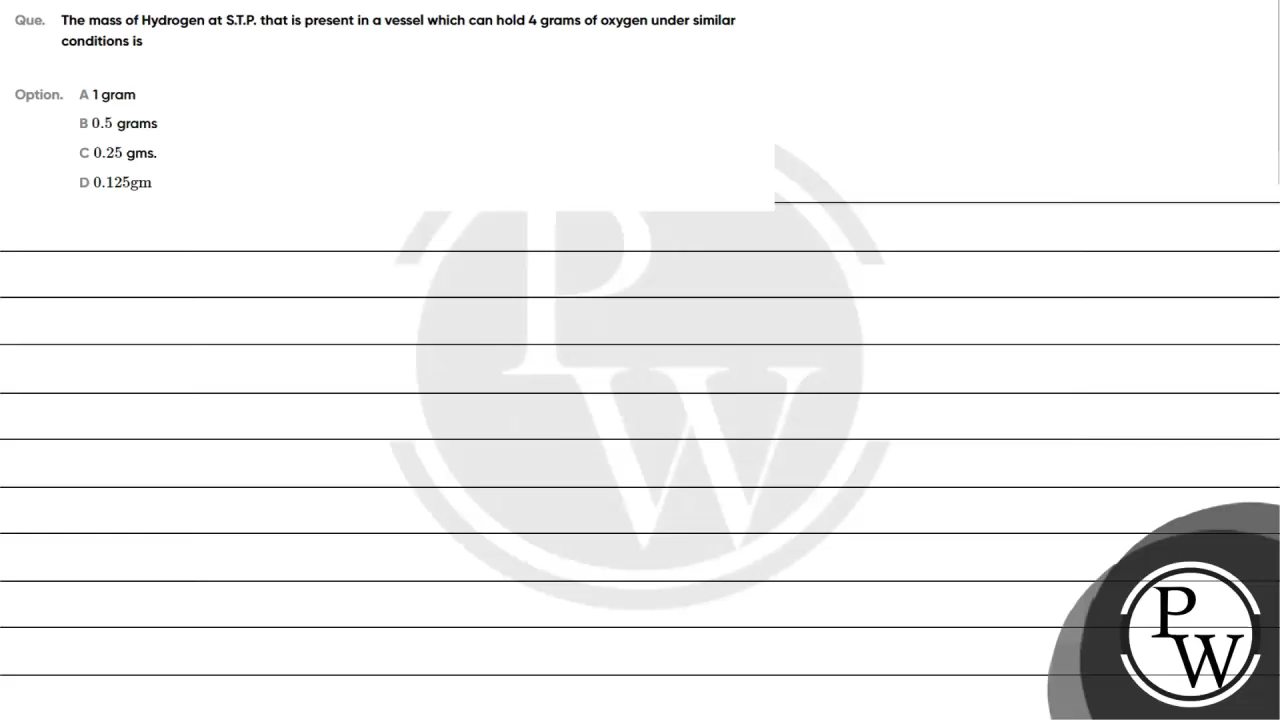 Que. The mass of Hydrogen at S.T.P. that is present in a vessel which can hold 4 grams of oxygen under similar
conditions is
Option. A 1 gram
B 0.5 grams
C 0.25 gms.
D 0.125gm
P
W
P
W